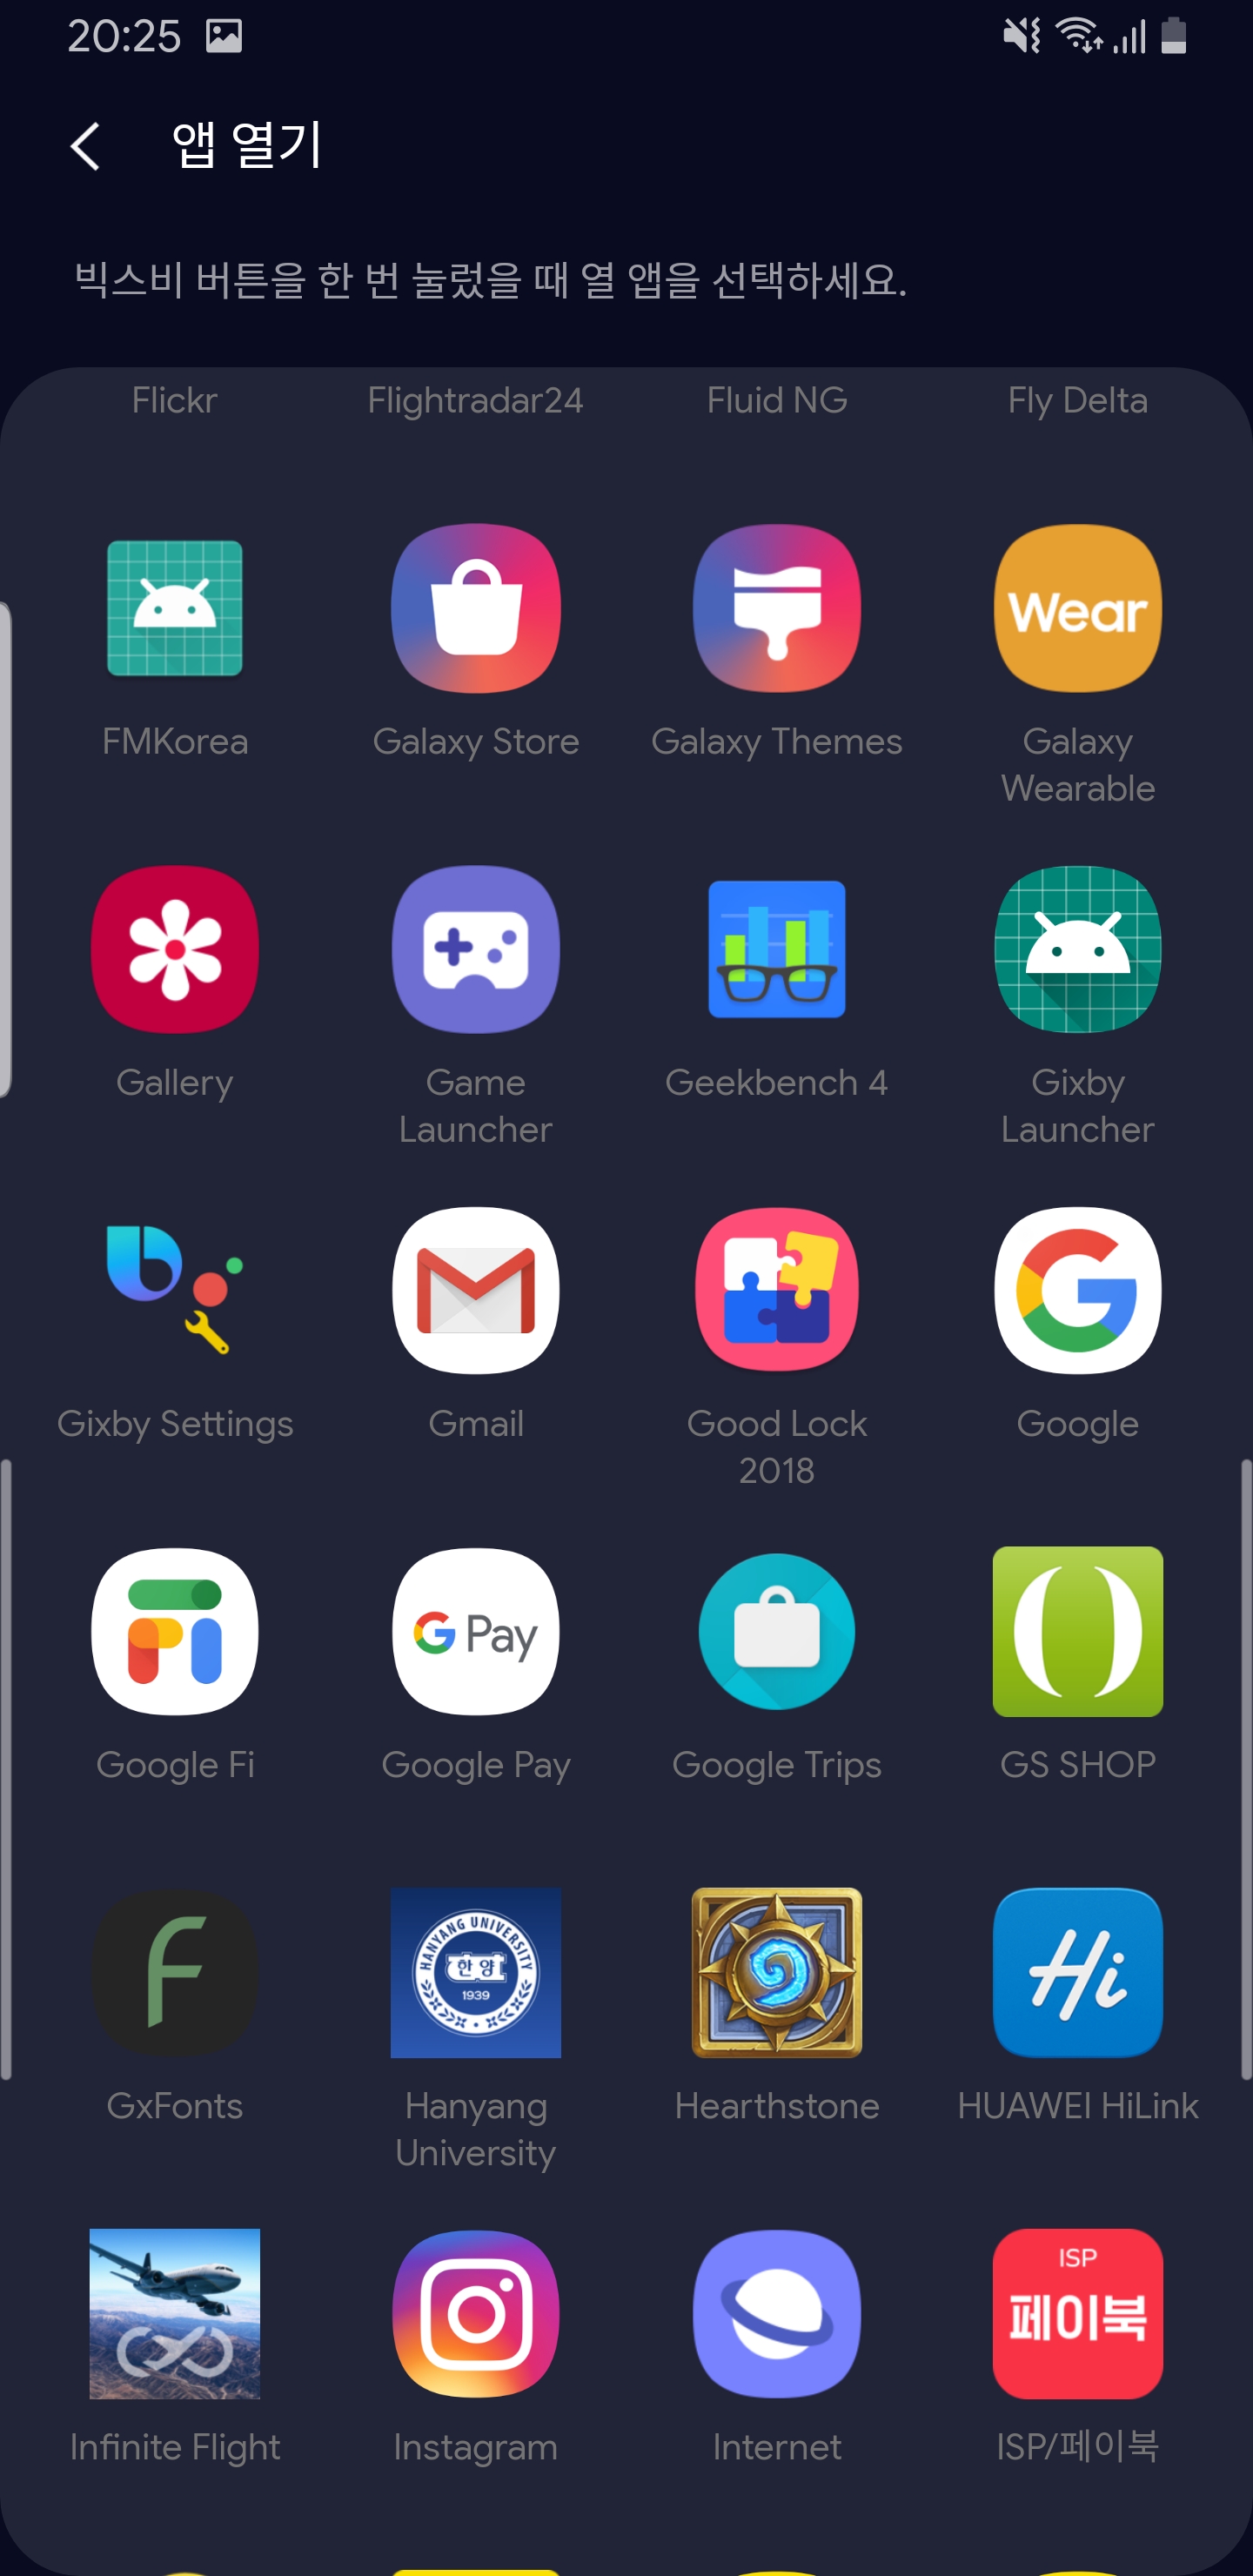 20:25
앱 열기
빅스비 버튼을 한 번 눌렀을 때 열 앱을 선택하세요.
Flickr
Flightradar24
Fluid NG
Fly Delta
Wear
FMKorea
Galaxy Store
Galaxy Themes
Galaxy
Wearable
Gallery
Game
Launcher
Geekbench 4
Gixby
Launcher
Gixby Settings
Gmail
Good Lock
2018
Google
G Pay
Google Fi
Google Pay
Google Trips
GS SHOP
HANYANG UNIVERSITY
한양
1939
Hi
GxFonts
Hanyang
University
Hearthstone
HUAWEI HiLink
ISP
페이북
Infinite Flight
Instagram
Internet
ISP/페이북